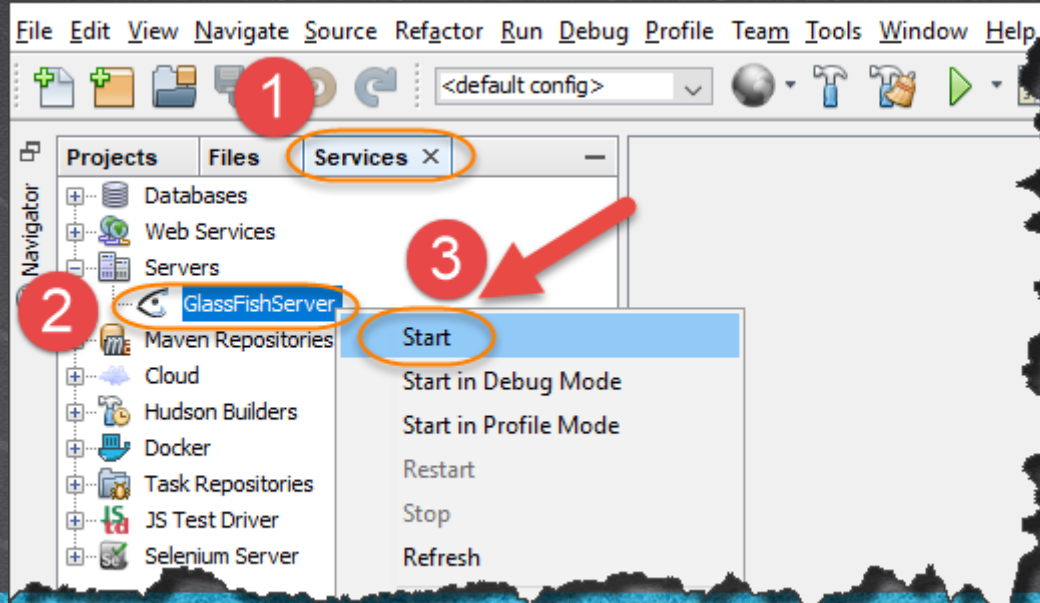 File Edit View Navigate Source Refactor Run Debug Profile Team Tools Window Help
1
<default config>
Projects Files Services
Navigator
Databases
Web Services
Servers
3
2
GlassFishServer
Start
Maven Repositories
Cloud
Start in Debug Mode
Hudson Builders
Start in Profile Mode
Docker
Restart
Task Repositories
Stop
JS Test Driver
Selenium Server
Refresh